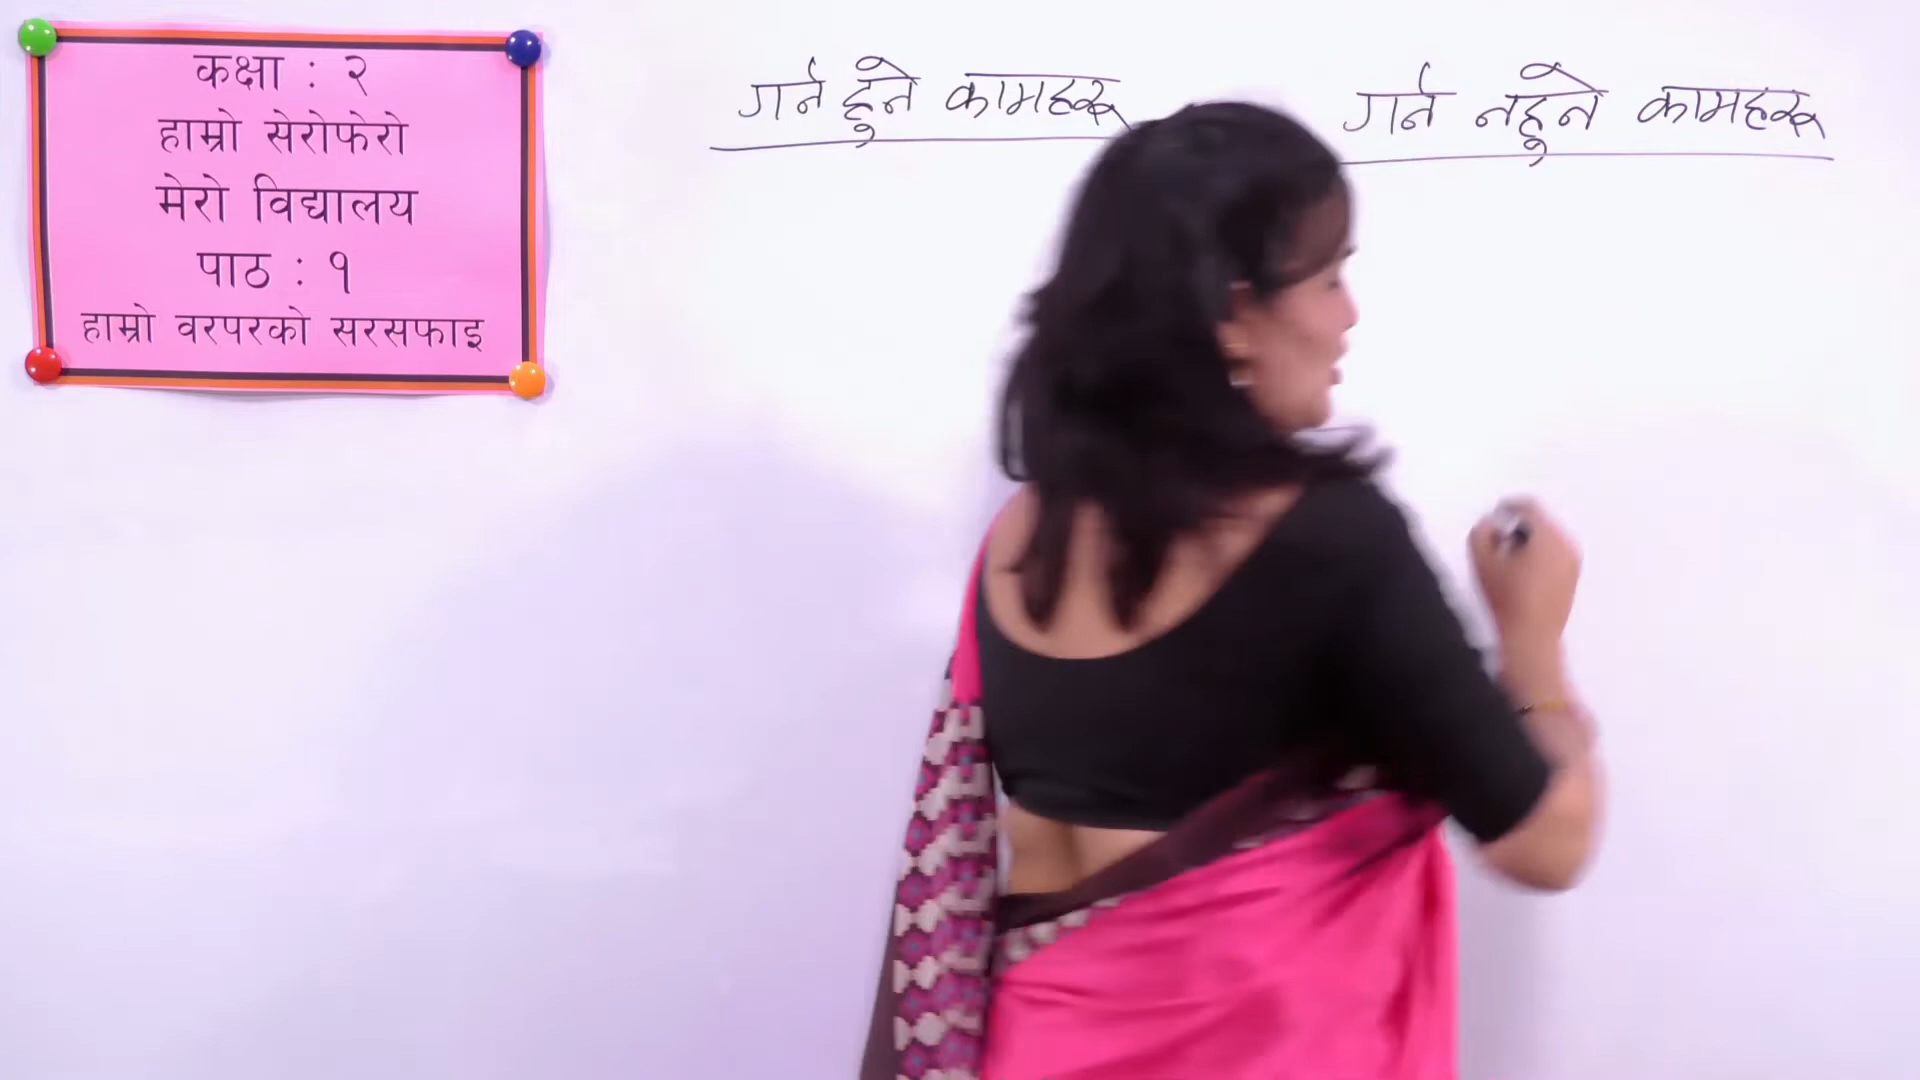 कक्षा : २
हाम्रो सेरोफेरो
मेरो विद्यालय
पाठ : १
हाम्रो वरपरको सरसफाइ
गर्न हुने कामहरू
गर्न नहुने कामहरू